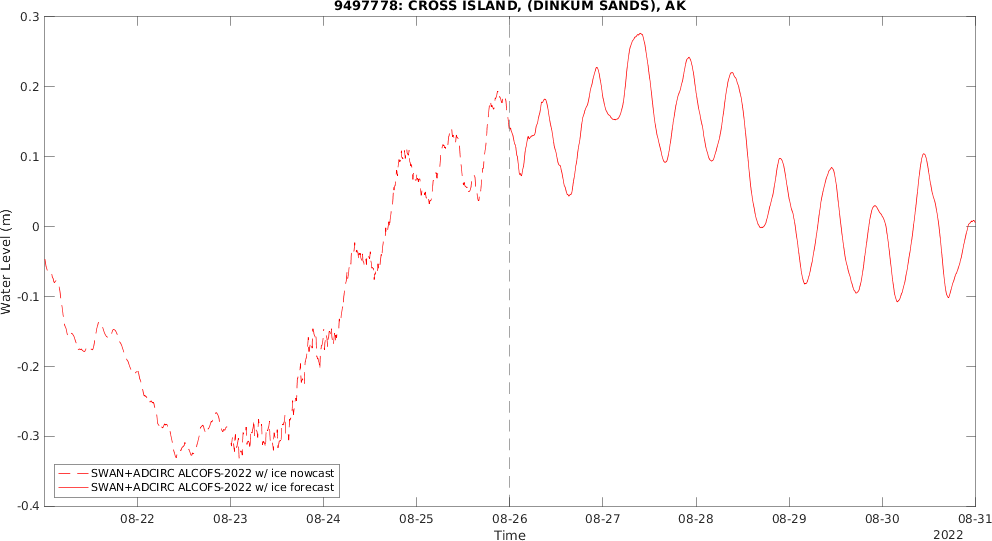 9497778: CROSS ISLAND, (DINKUM SANDS), AK
0.3
0.2
0.1
0
-0.1
-0.2
-0.3
-0.4
Water Level (m)
SWAN+ADCIRC ALCOFS-2022 w/ ice nowcast
SWAN+ADCIRC ALCOFS-2022 w/ ice forecast
08-22 08-23 08-24 08-25 08-26 08-27 08-28 08-29 08-30 08-31
Time
2022